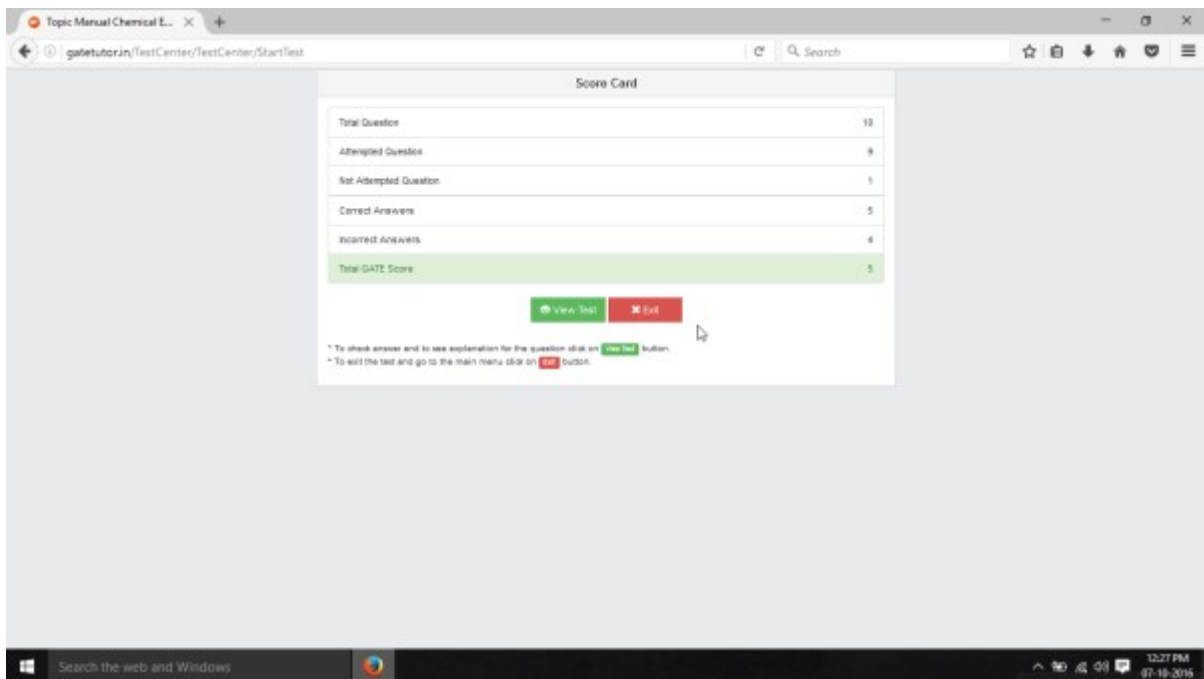 Topic Manual Chemical E...
gatetutor.in/TestCenter/TestCenter/StartTest
Search
Score Card
Total Question 10
Attempted Question 9
Not Attempted Question 1
Correct Answers 5
Incorrect Answers 4
Total GATE Score 5
View Test
Exit
* To check answer and to see explanation for the question click on View Test button.
* To exit the test and go to the main menu click on Exit button.
Search the web and Windows
12:27 PM
07-10-2016